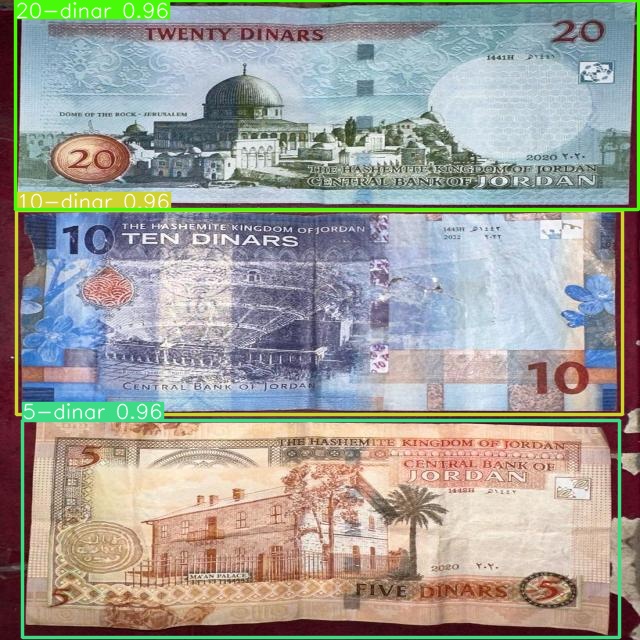 20-dinar 0.96
TWENTY DINARS
20
1441H ١٤٤١هـ
DOME OF THE ROCK - JERUSALEM
20
2020 ٢٠٢٠
THE HASHEMITE KINGDOM OF JORDAN
CENTRAL BANK OF JORDAN
10-dinar 0.96
10
THE HASHEMITE KINGDOM OF JORDAN
TEN DINARS
1443H ١٤٤٣هـ
2022 ٢٠٢٢
10
CENTRAL BANK OF JORDAN
5-dinar 0.96
5
THE HASHEMITE KINGDOM OF JORDAN
CENTRAL BANK OF
JORDAN
MA'AN PALACE
2020 ٢٠٢٠
5
FIVE DINARS
5